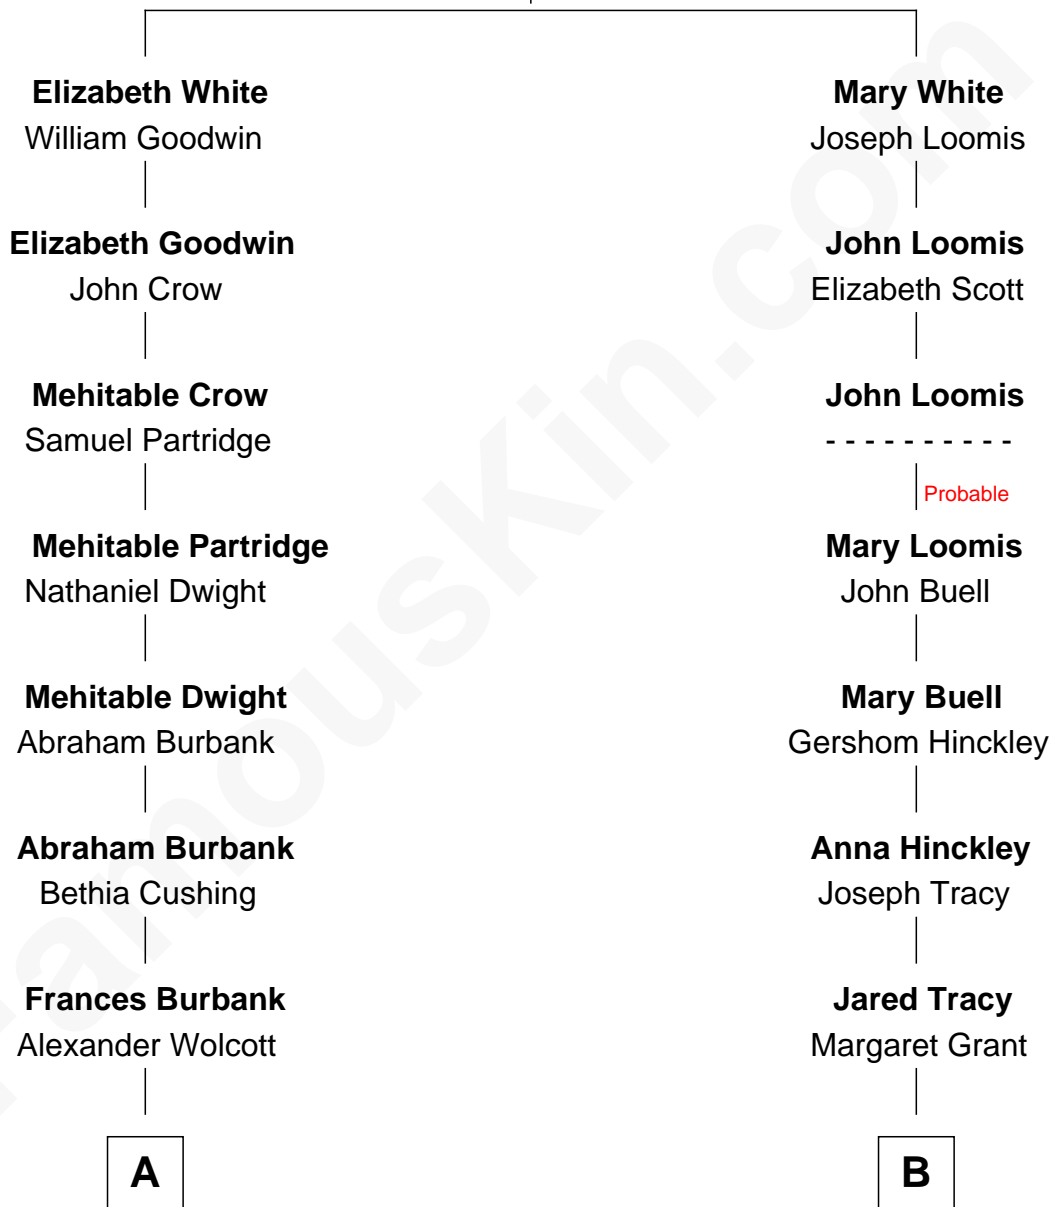 Elizabeth White
William Goodwin
Elizabeth Goodwin
John Crow
Mehitable Crow
Samuel Partridge
Mehitable Partridge
Nathaniel Dwight
Mehitable Dwight
Abraham Burbank
Abraham Burbank
Bethia Cushing
Frances Burbank
Alexander Wolcott
A
Mary White
Joseph Loomis
John Loomis
Elizabeth Scott
John Loomis
- - - - - - - - - -
Probable
Mary Loomis
John Buell
Mary Buell
Gershom Hinckley
Anna Hinckley
Joseph Tracy
Jared Tracy
Margaret Grant
B
FamousKin.com